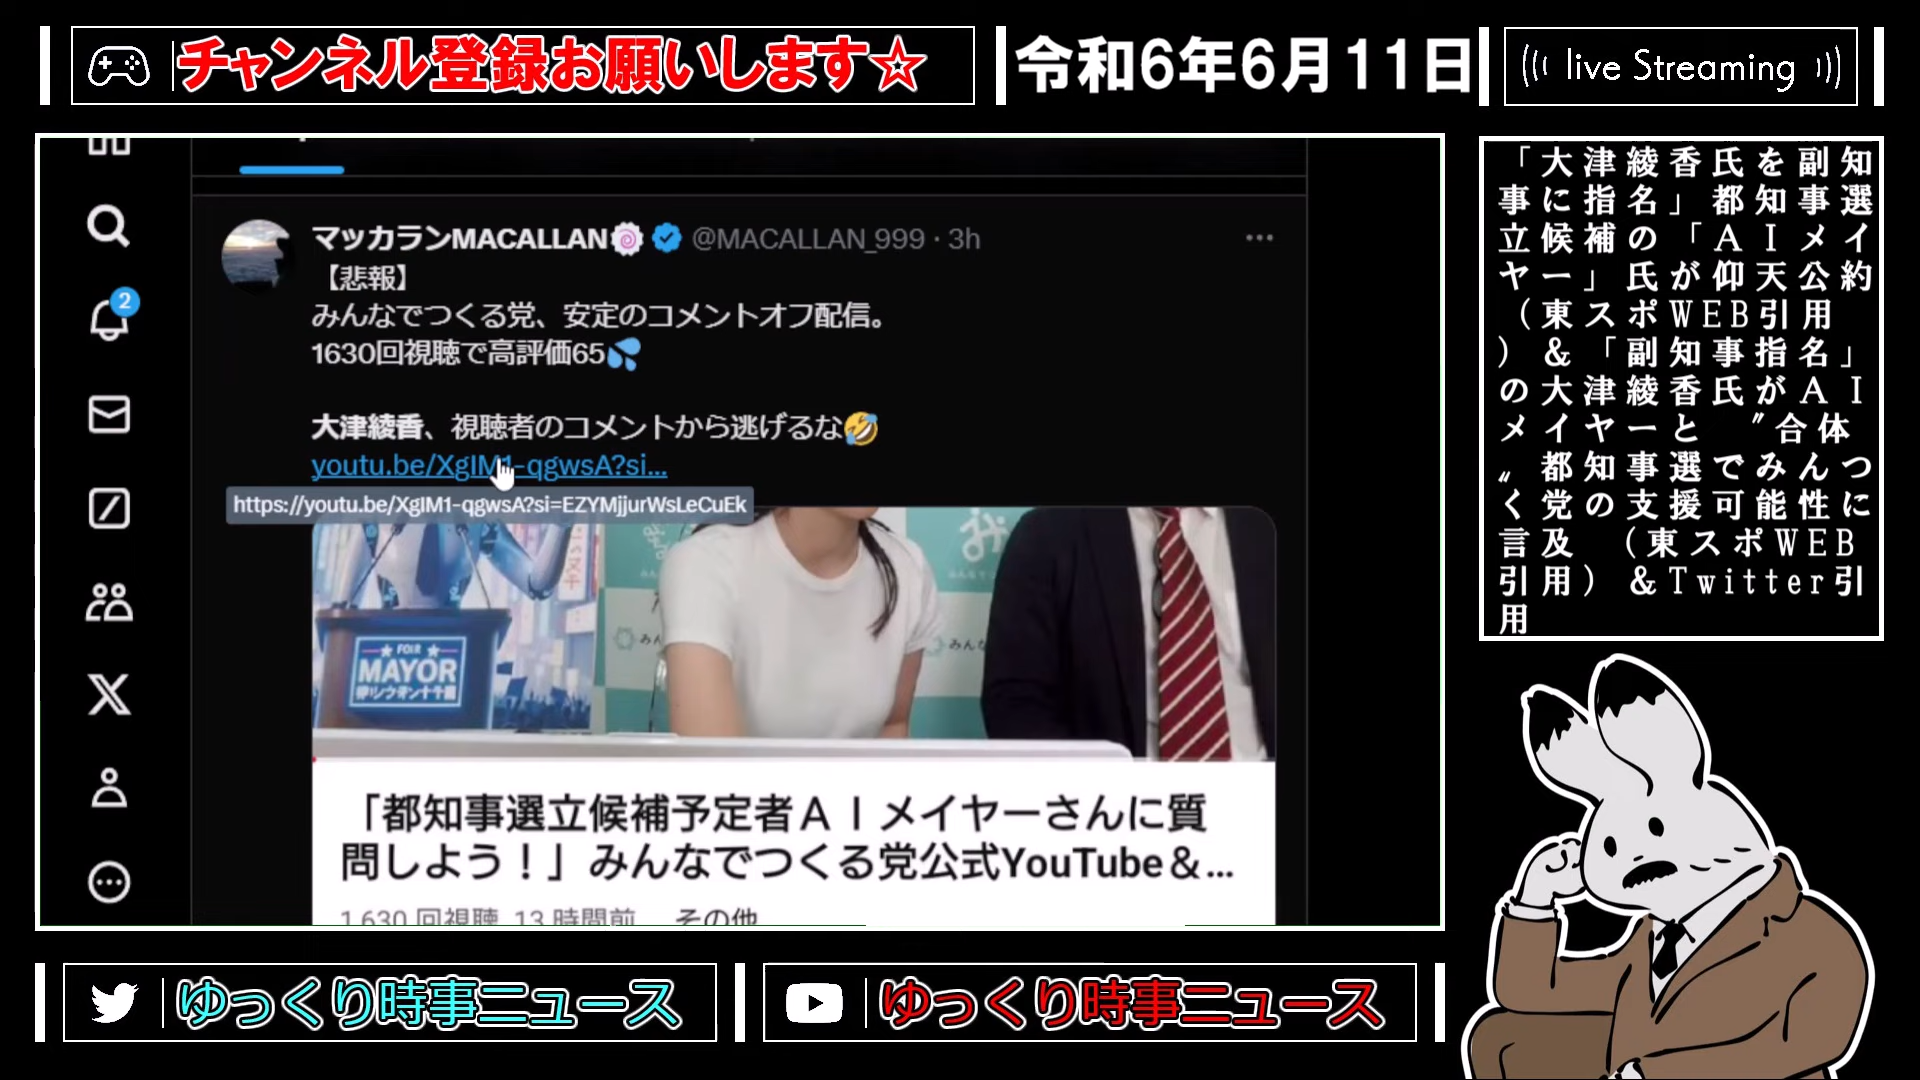 チャンネル登録お願いします☆
令和6年6月11日
live Streaming
2
マッカランMACALLAN🍥 @MACALLAN_999 · 3h
【悲報】
みんなでつくる党、安定のコメントオフ配信。
1630回視聴で高評価65💦
大津綾香、視聴者のコメントから逃げるな🤣
youtu.be/XgIM1-qgwsA?si...
https://youtu.be/XgIM1-qgwsA?si=EZYMjjurWsLeCuEk
MAYOR
「都知事選立候補予定者AIメイヤーさんに質
問しよう！」みんなでつくる党公式YouTube＆...
1,630 回視聴 13 時間前 その他
「大津綾香氏を副知
事に指名」都知事選
立候補の「ＡＩメイ
ヤー」氏が仰天公約
（東スポWEB引用
）＆「副知事指名」
の大津綾香氏がＡＩ
メイヤーと 〞合体
〟都知事選でみんつ
く党の支援可能性に
言及 （東スポWEB
引用）＆Twitter引
用
ゆっくり時事ニュース
ゆっくり時事ニュース